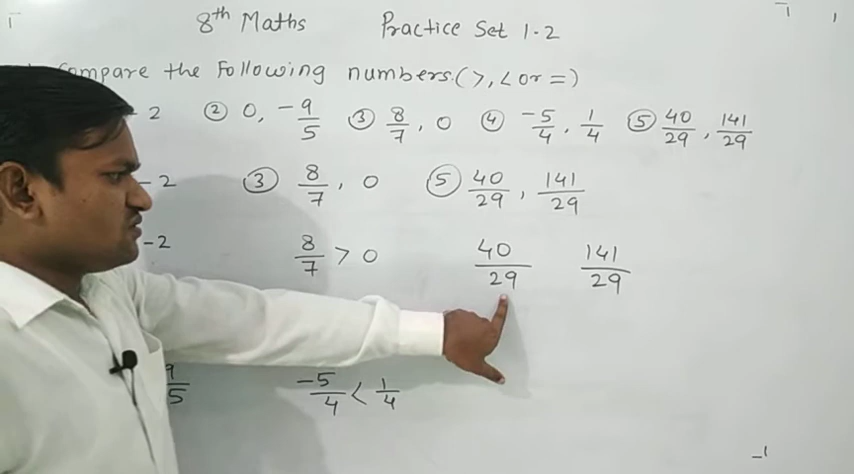 8th Maths Practice Set 1.2
Compare the Following numbers (>, < or =)
- 2 ② 0, -9/5 ③ 8/7, 0 ④ -5/4, 1/4 ⑤ 40/29, 141/29
- 2 ③ 8/7, 0 ⑤ 40/29, 141/29
-2 8/7 > 0 40/29 141/29
9/5 -5/4 < 1/4